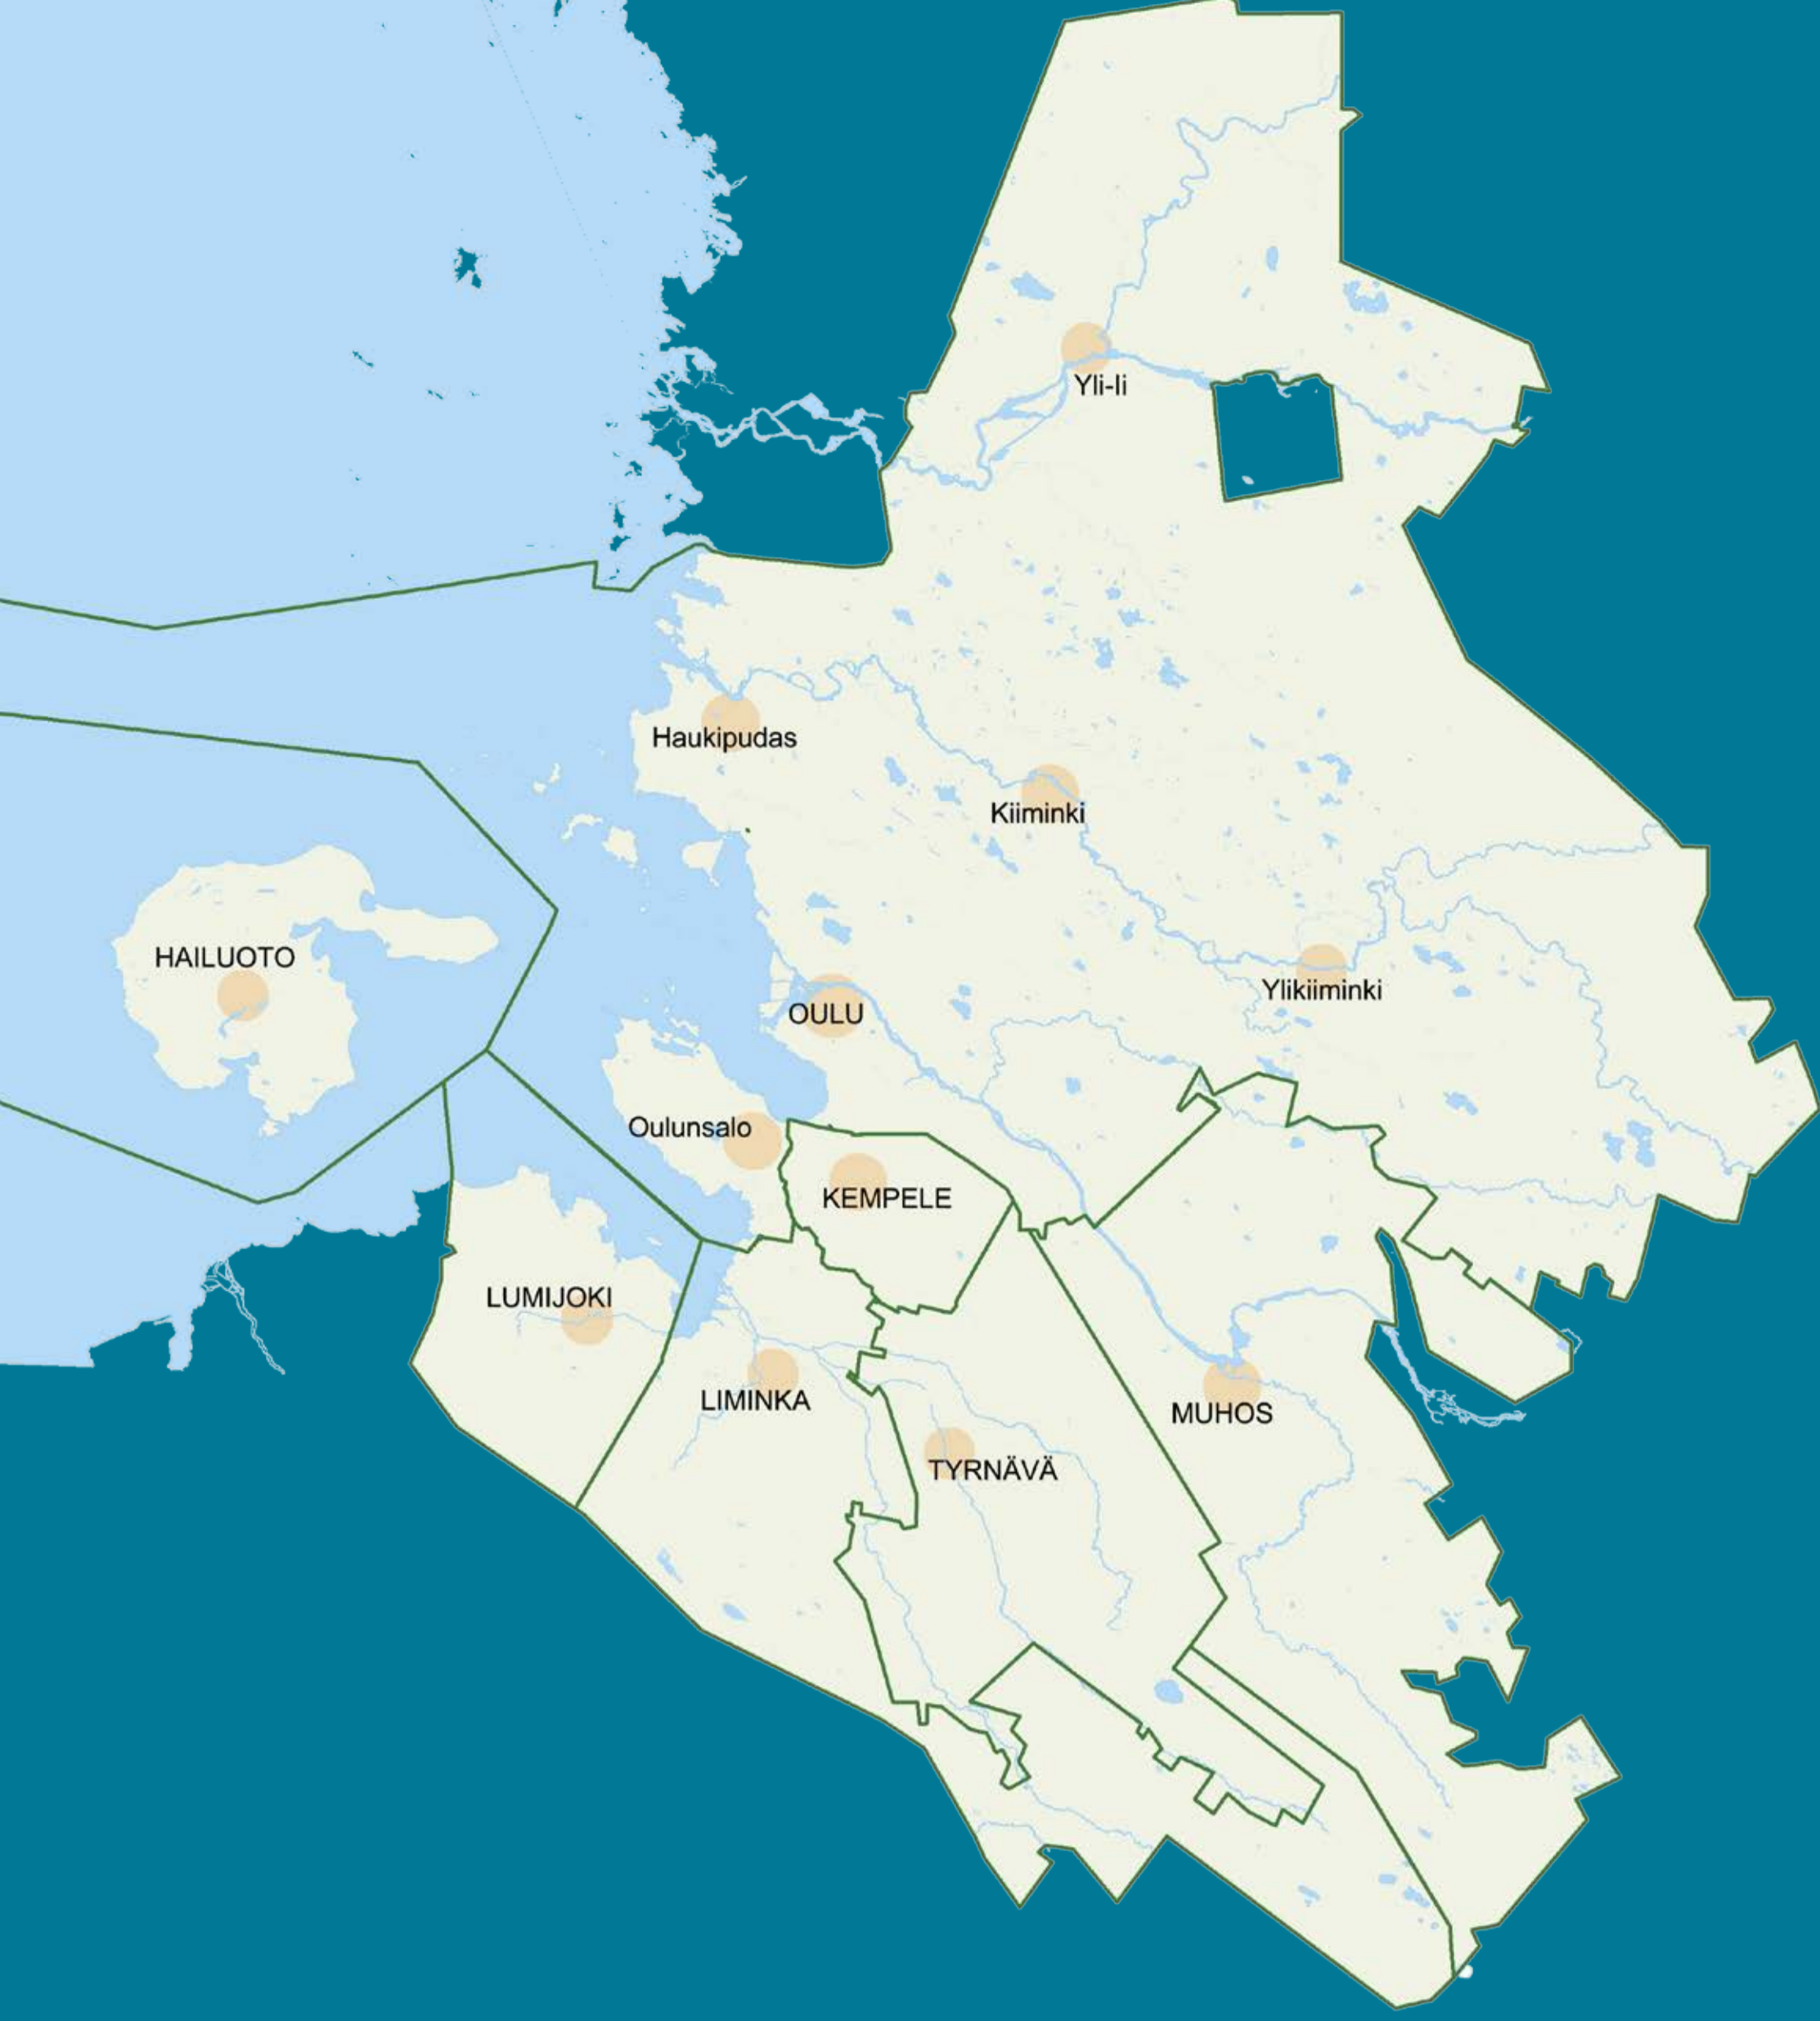 Yli-Ii
Haukipudas
Kiiminki
HAILUOTO
Ylikiiminki
OULU
Oulunsalo
KEMPELE
LUMIJOKI
LIMINKA
MUHOS
TYRNÄVÄ